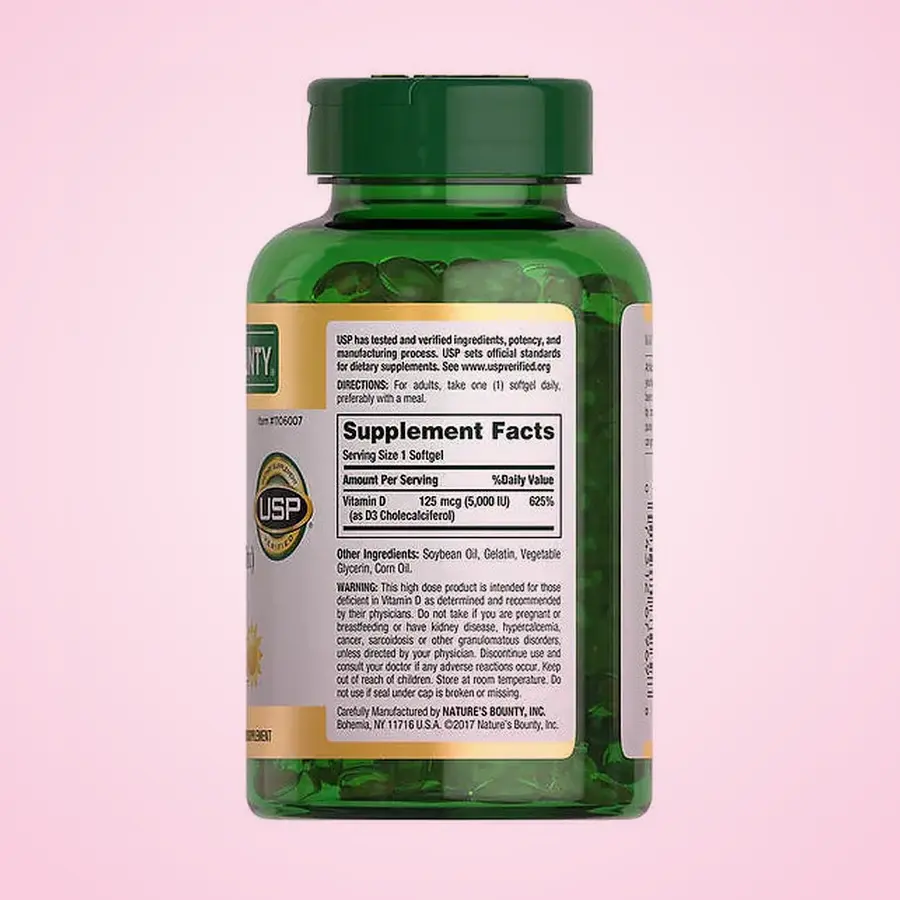 NTY
Item #1106007
USP
VERIFIED
USP has tested and verified ingredients, potency, and
manufacturing process. USP sets official standards
for dietary supplements. See www.uspverified.org
DIRECTIONS: For adults, take one (1) softgel daily,
preferably with a meal.
Supplement Facts
Serving Size 1 Softgel
Amount Per Serving %Daily Value
Vitamin D 125 mcg (5,000 IU) 625%
(as D3 Cholecalciferol)
Other Ingredients: Soybean Oil, Gelatin, Vegetable
Glycerin, Corn Oil.
WARNING: This high dose product is intended for those
deficient in Vitamin D as determined and recommended
by their physicians. Do not take if you are pregnant or
breastfeeding or have kidney disease, hypercalcemia,
cancer, sarcoidosis or other granulomatous disorders,
unless directed by your physician. Discontinue use and
consult your doctor if any adverse reactions occur. Keep
out of reach of children. Store at room temperature. Do
not use if seal under cap is broken or missing.
Carefully Manufactured by NATURE'S BOUNTY, INC.
Bohemia, NY 11716 U.S.A. ©2017 Nature's Bounty, Inc.